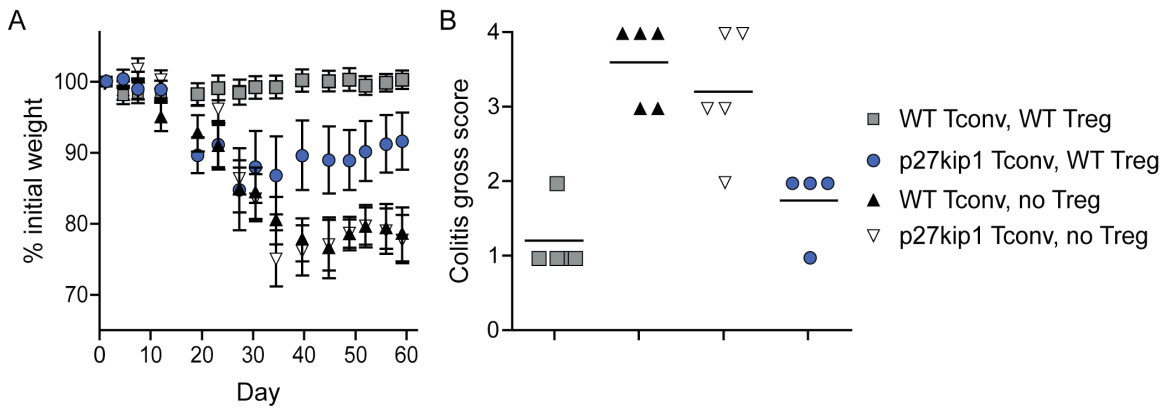 A
B
% initial weight
100
90
80
70
0
10
20
30
40
50
60
Day
Colitis gross score
4
3
2
1
0
WT Tconv, WT Treg
p27kip1 Tconv, WT Treg
WT Tconv, no Treg
p27kip1 Tconv, no Treg